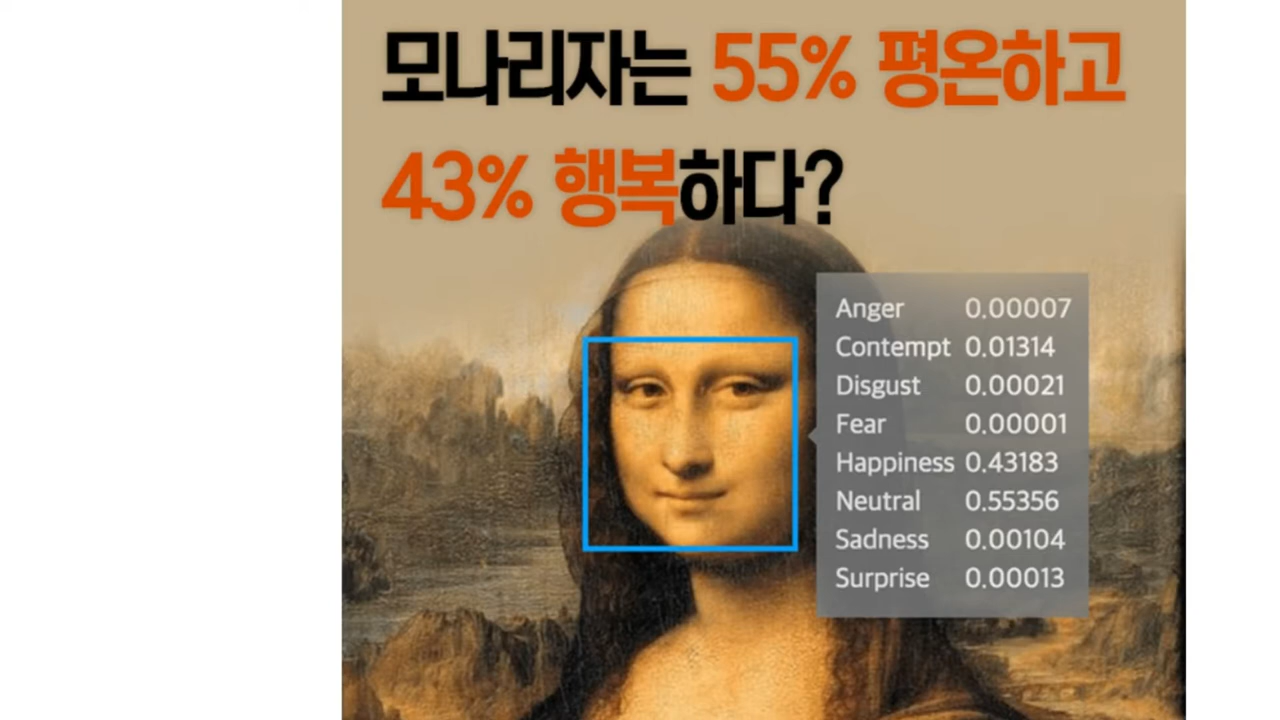 모나리자는 55% 평온하고
43% 행복하다?
Anger 0.00007
Contempt 0.01314
Disgust 0.00021
Fear 0.00001
Happiness 0.43183
Neutral 0.55356
Sadness 0.00104
Surprise 0.00013